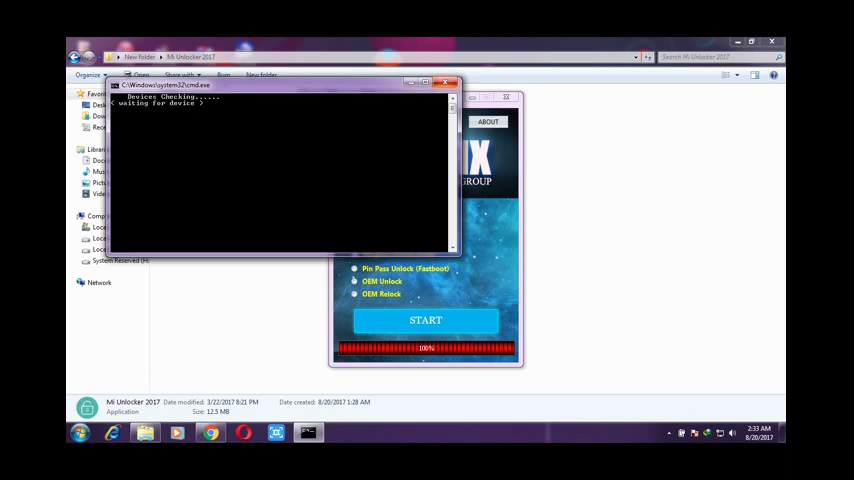 New folder
Mi Unlocker 2017
Search Mi Unlocker 2017
Organize
Open
Share with
Burn
New folder
C:\Windows\system32\cmd.exe
Devices Checking......
< waiting for device >
ABOUT
GROUP
Network
Pin Pass Unlock (Fastboot)
OEM Unlock
OEM Relock
START
100%
System Reserved (H:
Mi Unlocker 2017
Date modified: 3/22/2017 8:21 PM
Date created: 8/20/2017 1:28 AM
Application
Size: 12.5 MB
2:33 AM
8/20/2017